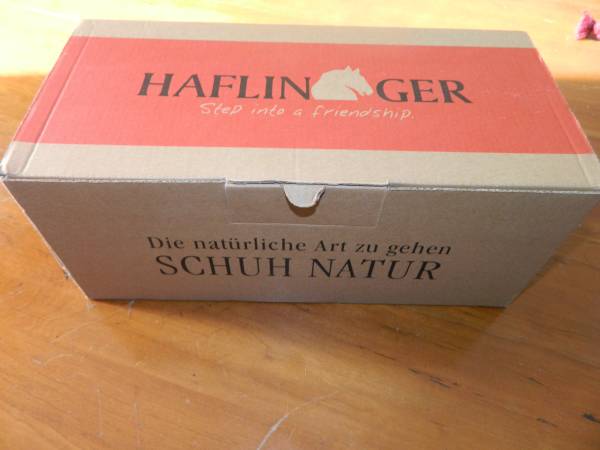 HAFLINGER
Step into a friendship.
Die natürliche Art zu gehen
SCHUH NATUR